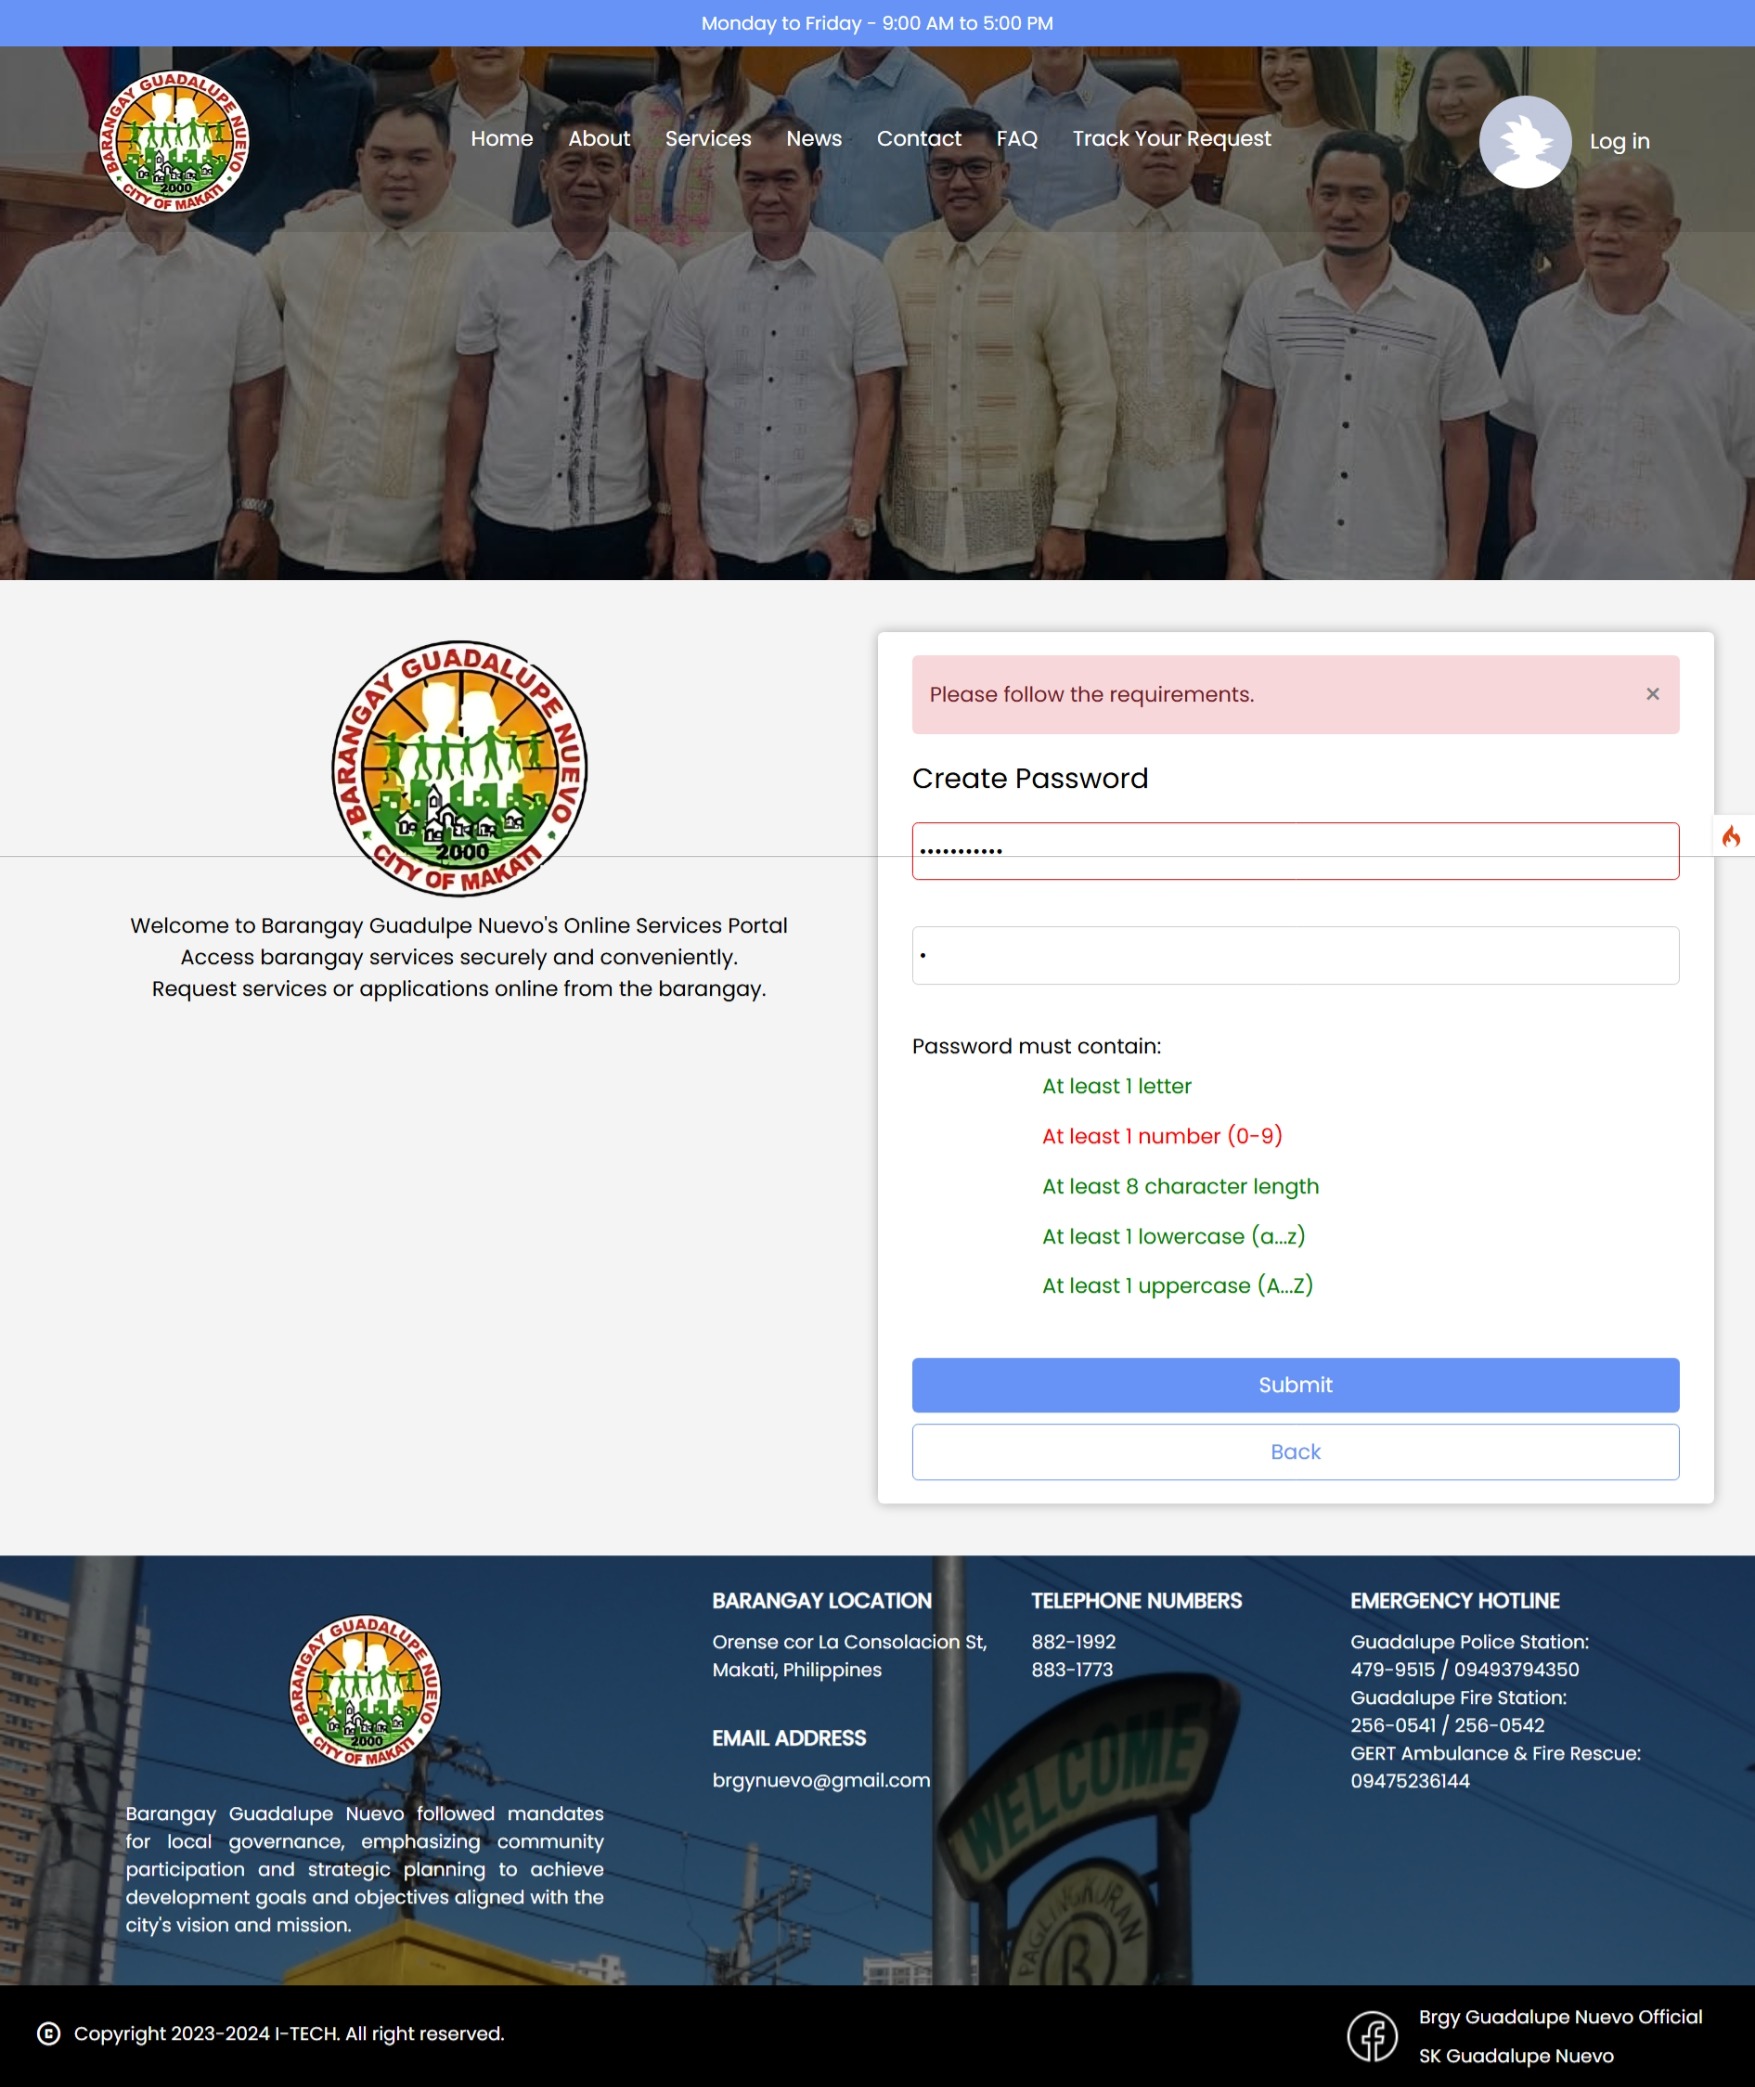 Monday to Friday - 9:00 AM to 5:00 PM
BARANGAY GUADALUPE NUEVO
2000
CITY OF MAKATI
Home About Services News Contact FAQ Track Your Request
Log in
BARANGAY GUADALUPE NUEVO
2000
CITY OF MAKATI
Welcome to Barangay Guadulpe Nuevo's Online Services Portal
Access barangay services securely and conveniently.
Request services or applications online from the barangay.
Please follow the requirements. ×
Create Password
•••••••••••
•
Password must contain:
At least 1 letter
At least 1 number (0-9)
At least 8 character length
At least 1 lowercase (a...z)
At least 1 uppercase (A...Z)
Submit
Back
BARANGAY GUADALUPE NUEVO
2000
CITY OF MAKATI
Barangay Guadalupe Nuevo followed mandates
for local governance, emphasizing community
participation and strategic planning to achieve
development goals and objectives aligned with the
city's vision and mission.
BARANGAY LOCATION
Orense cor La Consolacion St,
Makati, Philippines
EMAIL ADDRESS
brgynuevo@gmail.com
TELEPHONE NUMBERS
882-1992
883-1773
EMERGENCY HOTLINE
Guadalupe Police Station:
479-9515 / 09493794350
Guadalupe Fire Station:
256-0541 / 256-0542
GERT Ambulance & Fire Rescue:
09475236144
WELCOME
PAGLINGKURAN
B
Copyright 2023-2024 I-TECH. All right reserved.
Brgy Guadalupe Nuevo Official
SK Guadalupe Nuevo